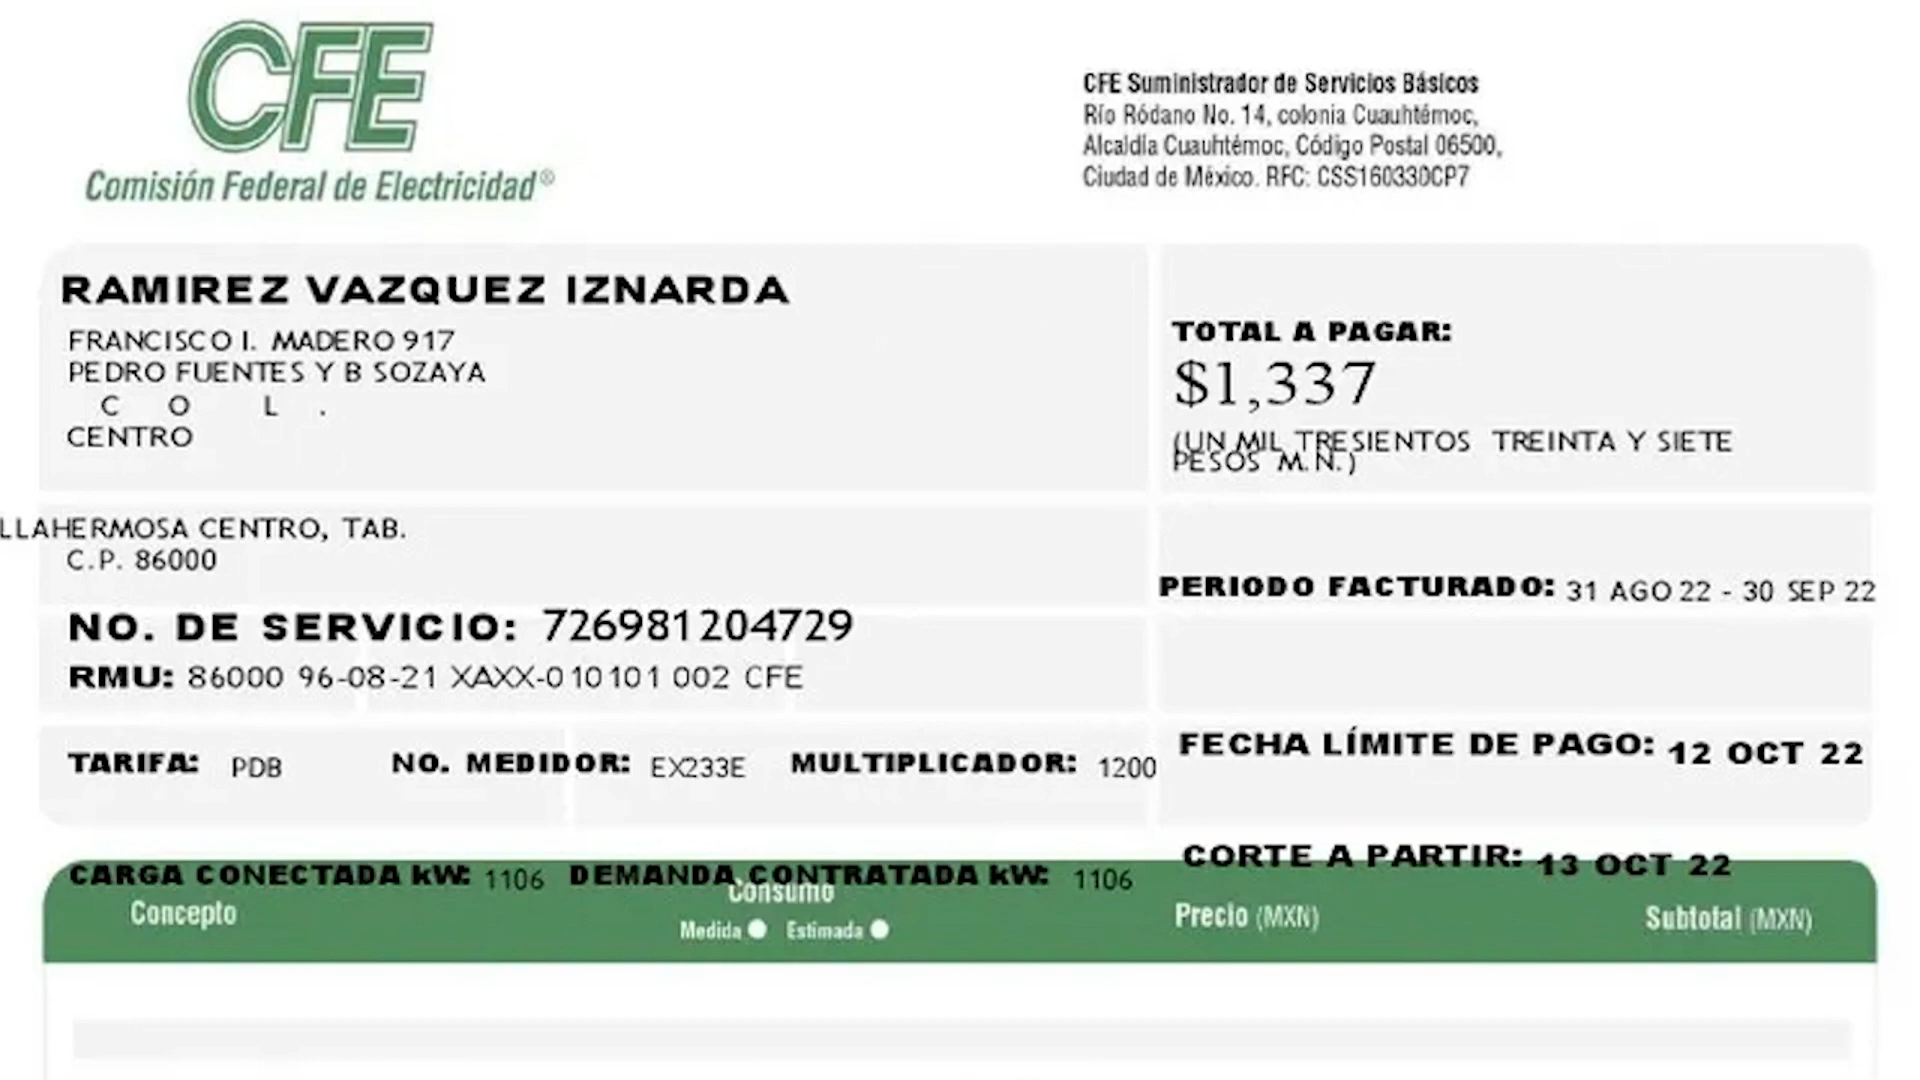 CFE
Comisión Federal de Electricidad®
CFE Suministrador de Servicios Básicos
Río Ródano No. 14, colonia Cuauhtémoc,
Alcaldía Cuauhtémoc, Código Postal 06500,
Ciudad de México. RFC: CSS160330CP7
RAMIREZ VAZQUEZ IZNARDA
FRANCISCO I. MADERO 917
PEDRO FUENTES Y B SOZAYA
C O L .
CENTRO
LLAHERMOSA CENTRO, TAB.
C.P. 86000
NO. DE SERVICIO: 726981204729
RMU: 86000 96-08-21 XAXX-010101 002 CFE
TARIFA: PDB NO. MEDIDOR: EX233E MULTIPLICADOR: 1200
CARGA CONECTADA kW: 1106 DEMANDA CONTRATADA kW: 1106
TOTAL A PAGAR:
$1,337
(UN MIL TRESIENTOS TREINTA Y SIETE
PESOS M.N.)
PERIODO FACTURADO: 31 AGO 22 - 30 SEP 22
FECHA LÍMITE DE PAGO: 12 OCT 22
CORTE A PARTIR: 13 OCT 22
Concepto
Consumo
Medida Estimada
Precio (MXN)
Subtotal (MXN)